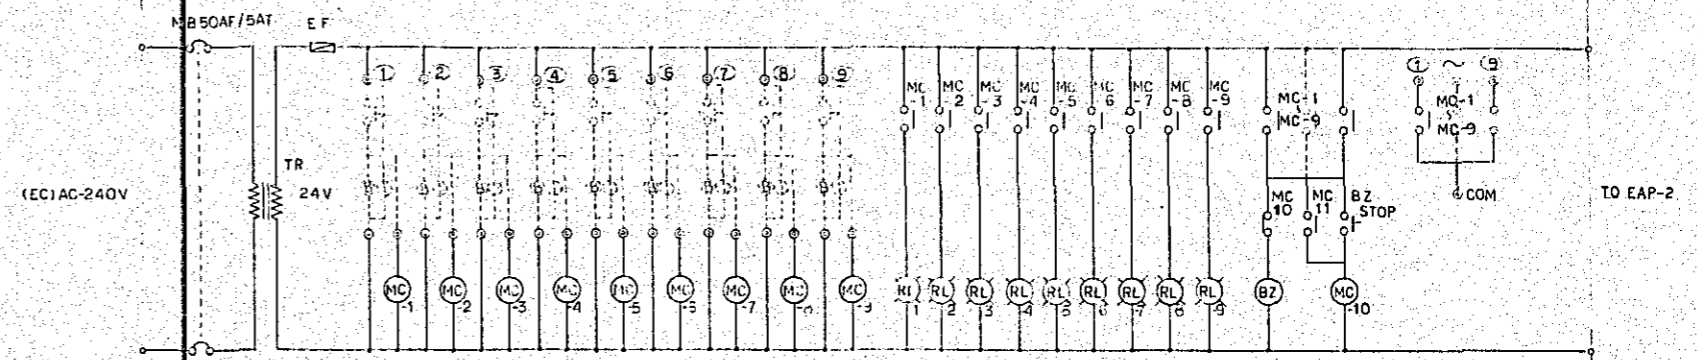 MB 50AF/5AT EF
① ② ③ ④ ⑤ ⑥ ⑦ ⑧ ⑨ ① ~ ⑨
MC MC MC MC MC MC MC MC MC MC-1
-1 -2 -3 -4 -5 -6 -7 -8 -9 MC-9
MC-1
~
MC-9
TR
(EC)AC-240V 24V
MC MC BZ COM TO EAP-2
10 11 STOP
MC MC MC MC MC MC MC MC MC RL RL RL RL RL RL RL RL RL BZ MC
-1 -2 -3 -4 -5 -6 -7 -8 -9 1 2 3 4 5 6 7 8 9 -10